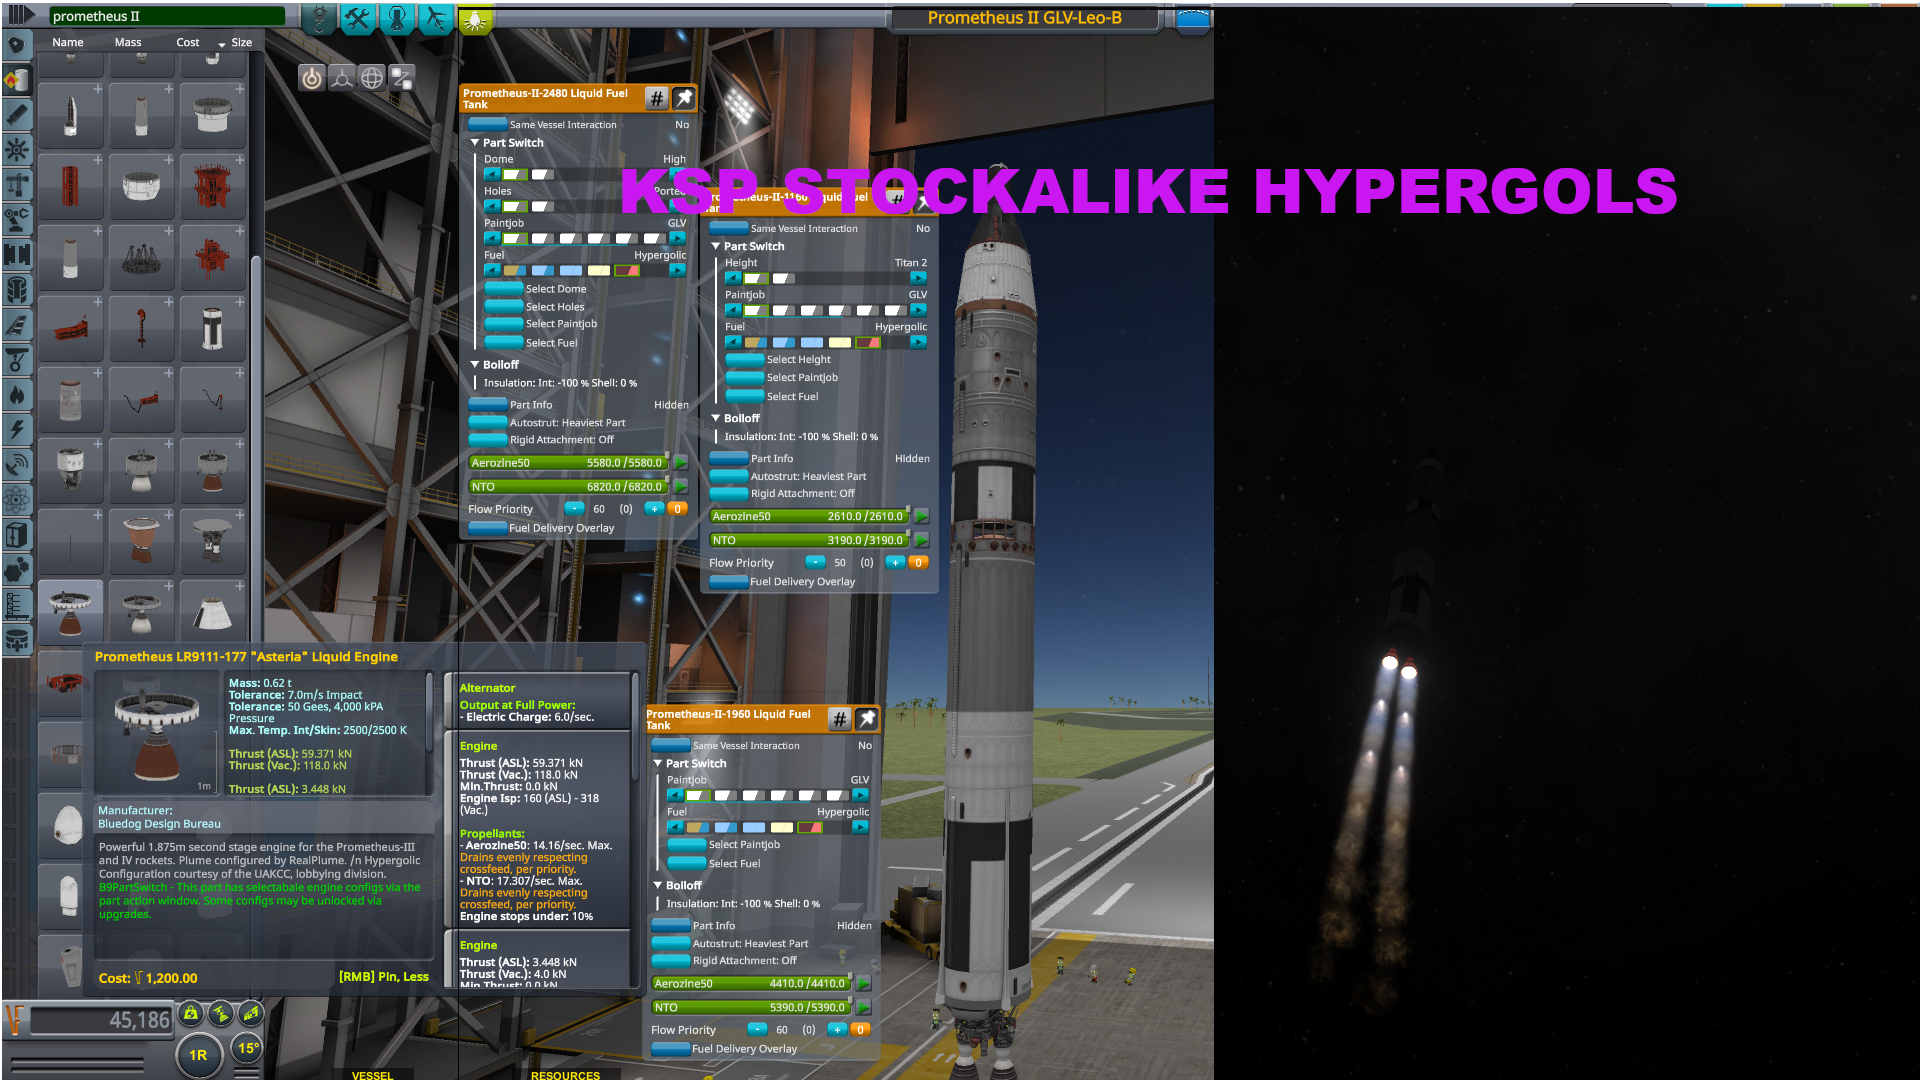 prometheus II
Prometheus II GLV-Leo-B
Name Mass Cost Size
KSP STOCKALIKE HYPERGOLS
Prometheus-II-2480 Liquid Fuel
Tank
#
Same Vessel Interaction No
Part Switch
Dome High
Holes Ported
Paintjob GLV
Fuel Hypergolic
Select Dome
Select Holes
Select Paintjob
Select Fuel
Boiloff
Insulation: Int: -100 % Shell: 0 %
Part Info Hidden
Autostrut: Heaviest Part
Rigid Attachment: Off
Aerozine50 5580.0 /5580.0
NTO 6820.0 /6820.0
Flow Priority - 60 (0) + 0
Fuel Delivery Overlay
Prometheus-II-1160 Liquid Fuel
Tank
#
Same Vessel Interaction No
Part Switch
Height Titan 2
Paintjob GLV
Fuel Hypergolic
Select Height
Select Paintjob
Select Fuel
Boiloff
Insulation: Int: -100 % Shell: 0 %
Part Info Hidden
Autostrut: Heaviest Part
Rigid Attachment: Off
Aerozine50 2610.0 /2610.0
NTO 3190.0 /3190.0
Flow Priority - 50 (0) + 0
Fuel Delivery Overlay
Prometheus LR9111-177 "Asteria" Liquid Engine
Mass: 0.62 t
Tolerance: 7.0m/s Impact
Tolerance: 50 Gees, 4,000 kPA
Pressure
Max. Temp. Int/Skin: 2500/2500 K
Thrust (ASL): 59.371 kN
Thrust (Vac.): 118.0 kN
Thrust (ASL): 3.448 kN
1m
Manufacturer:
Bluedog Design Bureau
Powerful 1.875m second stage engine for the Prometheus-III
and IV rockets. Plume configured by RealPlume. /n Hypergolic
Configuration courtesy of the UAKCC, lobbying division.
B9PartSwitch - This part has selectabale engine configs via the
part action window. Some configs may be unlocked via
upgrades.
Cost: 1,200.00
[RMB] Pin, Less
Alternator
Output at Full Power:
- Electric Charge: 6.0/sec.
Engine
Thrust (ASL): 59.371 kN
Thrust (Vac.): 118.0 kN
Min.Thrust: 0.0 kN
Engine Isp: 160 (ASL) - 318
(Vac.)
Propellants:
- Aerozine50: 14.16/sec. Max.
Drains evenly respecting
crossfeed, per priority.
- NTO: 17.307/sec. Max.
Drains evenly respecting
crossfeed, per priority.
Engine stops under: 10%
Engine
Thrust (ASL): 3.448 kN
Thrust (Vac.): 4.0 kN
Min Thrust: 0.0 kN
Prometheus-II-1960 Liquid Fuel
Tank
#
Same Vessel Interaction No
Part Switch
Paintjob GLV
Fuel Hypergolic
Select Paintjob
Select Fuel
Boiloff
Insulation: Int: -100 % Shell: 0 %
Part Info Hidden
Autostrut: Heaviest Part
Rigid Attachment: Off
Aerozine50 4410.0 /4410.0
NTO 5390.0 /5390.0
Flow Priority - 60 (0) + 0
Fuel Delivery Overlay
45,186
1R
15°
VESSEL
RESOURCES